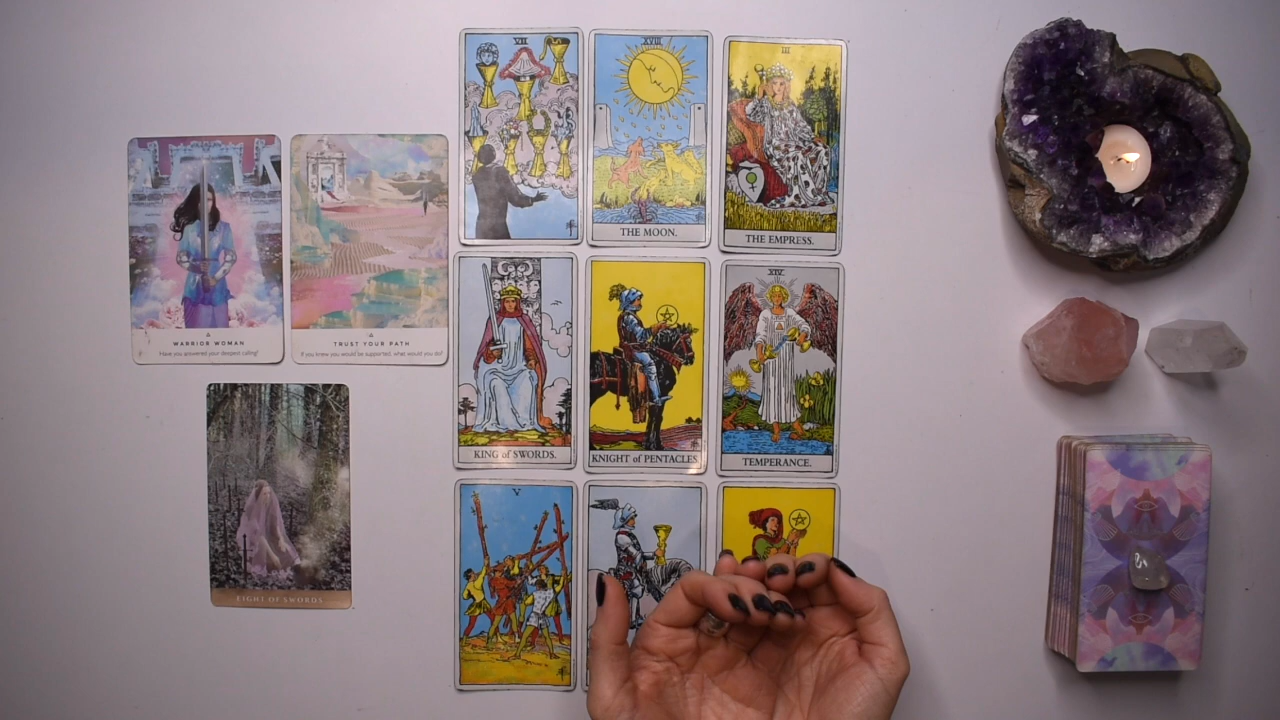 WARRIOR WOMAN
Have you answered your deepest calling?
TRUST YOUR PATH
If you knew you would be supported, what would you do?
EIGHT OF SWORDS
VII
XVIII
THE MOON.
III
THE EMPRESS.
KING of SWORDS.
KNIGHT of PENTACLES
XIV
TEMPERANCE.
V